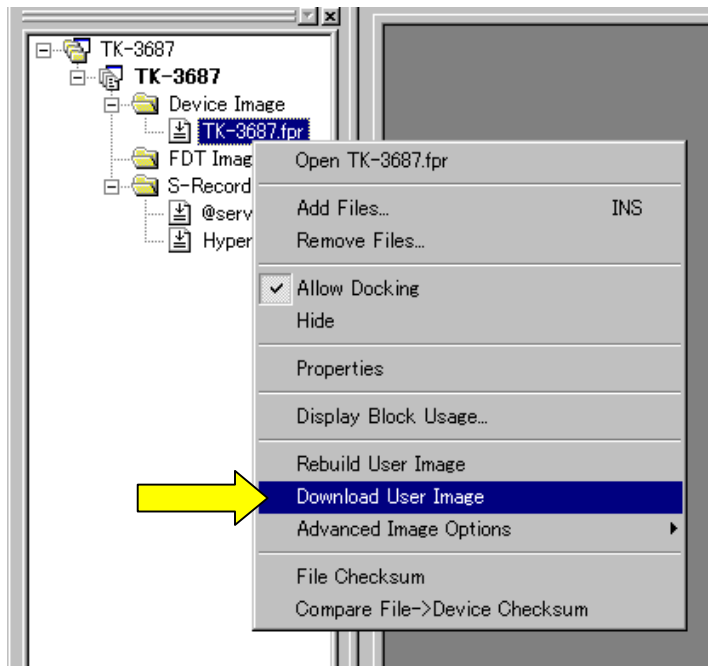 TK-3687
TK-3687
Device Image
TK-3687.fpr
FDT Imag
S-Record
@serv
Hyper
Open TK-3687.fpr
Add Files... INS
Remove Files...
Allow Docking
Hide
Properties
Display Block Usage...
Rebuild User Image
Download User Image
Advanced Image Options
File Checksum
Compare File->Device Checksum